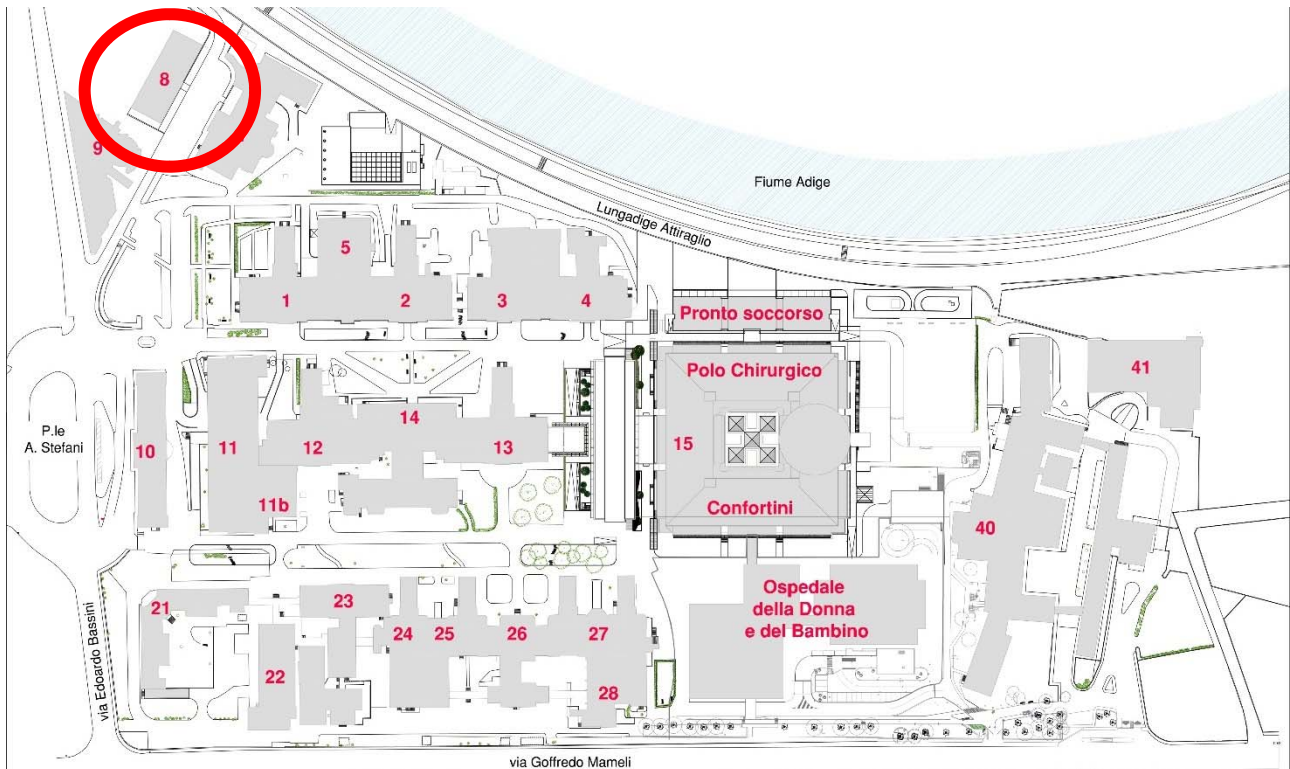 8
9
Fiume Adige
Lungadige Attiraglio
5
1
2
3
4
Pronto soccorso
Polo Chirurgico
41
P.le
A. Stefani
10
11
12
14
13
15
11b
Confortini
40
Ospedale
della Donna
e del Bambino
21
23
24
25
26
27
22
28
via Edoardo Bassini
via Goffredo Mameli